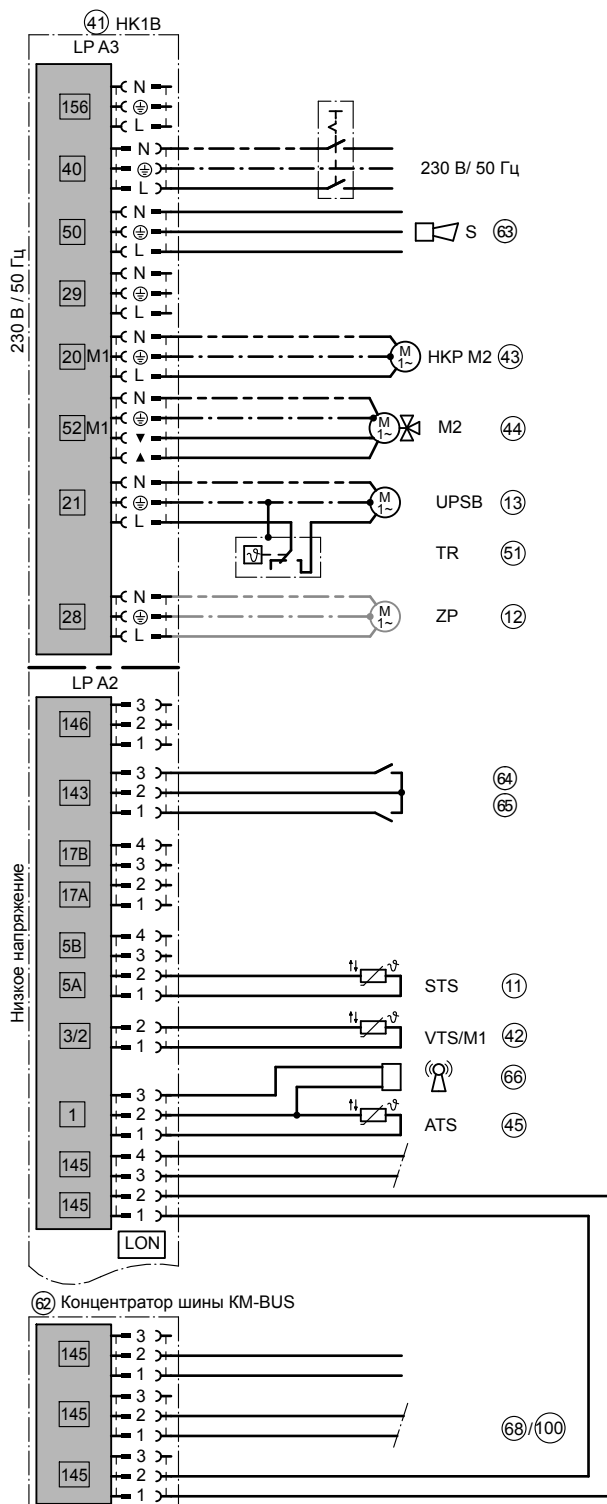 41 HK1B
LP A3
230 В / 50 Гц
156
N
L
40
N
L
230 В/ 50 Гц
50
N
L
S 63
29
N
L
20 M1
N
L
M
1~
HKP M2 43
52 M1
N
▼
▲
M
1~
M2 44
21
N
L
M
1~
UPSB 13
ϑ
TR 51
28
N
L
M
1~
ZP 12
LP A2
Низкое напряжение
146
3
2
1
143
3
2
1
64
65
17B
4
3
17A
2
1
5B
4
3
5A
2
1
ϑ
STS 11
3/2
2
1
ϑ
VTS/M1 42
66
1
3
2
1
ϑ
ATS 45
145
4
3
145
2
1
LON
62 Концентратор шины KM-BUS
145
3
2
1
145
3
2
1
68/100
145
3
2
1